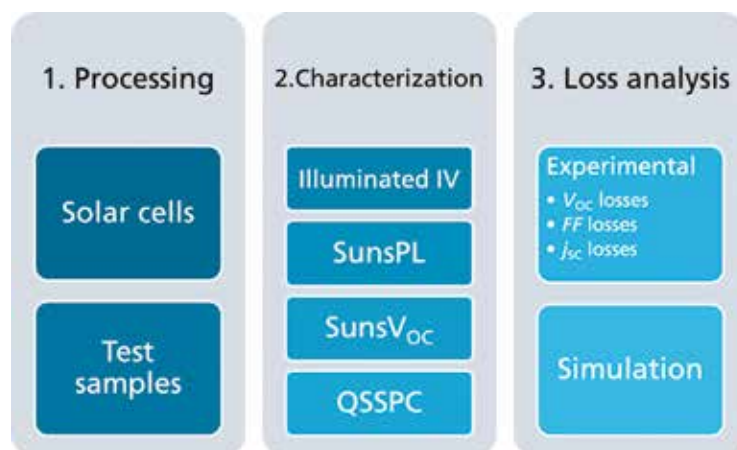 1. Processing
Solar cells
Test
samples
2.Characterization
Illuminated IV
SunsPL
SunsVOC
QSSPC
3. Loss analysis
Experimental
• VOC losses
• FF losses
• jSC losses
Simulation